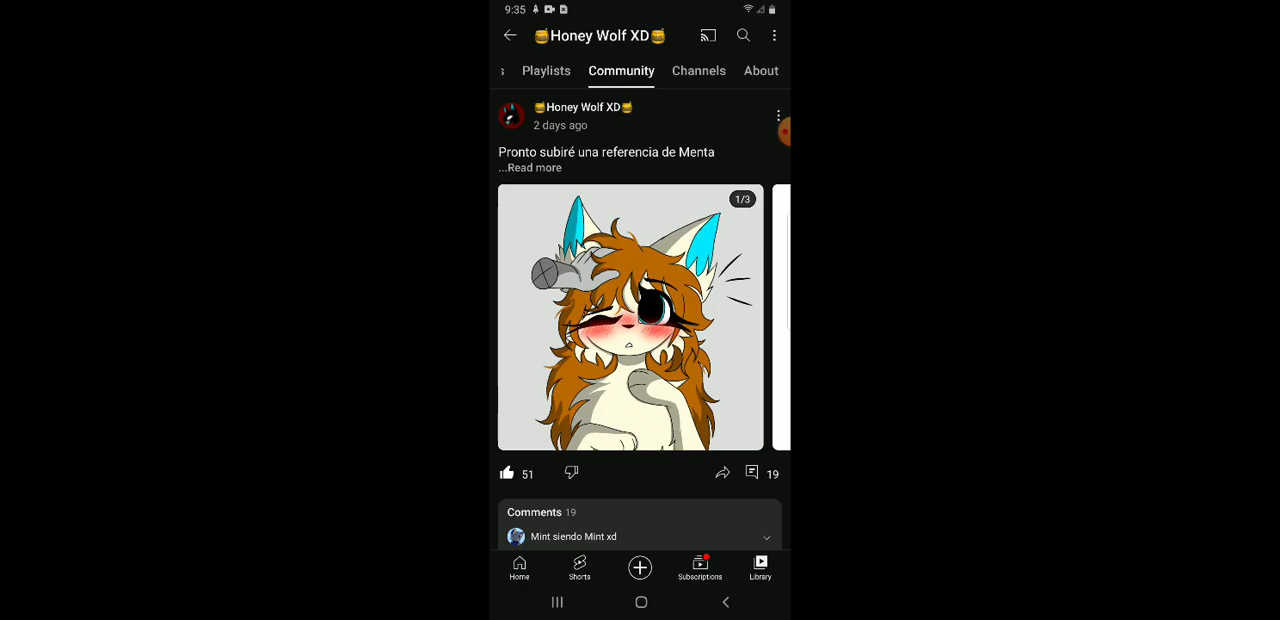 9:35
🍯Honey Wolf XD🍯
s Playlists Community Channels About
🍯Honey Wolf XD🍯
2 days ago
Pronto subiré una referencia de Menta
...Read more
1/3
51 19
Comments 19
Mint siendo Mint xd
Home Shorts Subscriptions Library